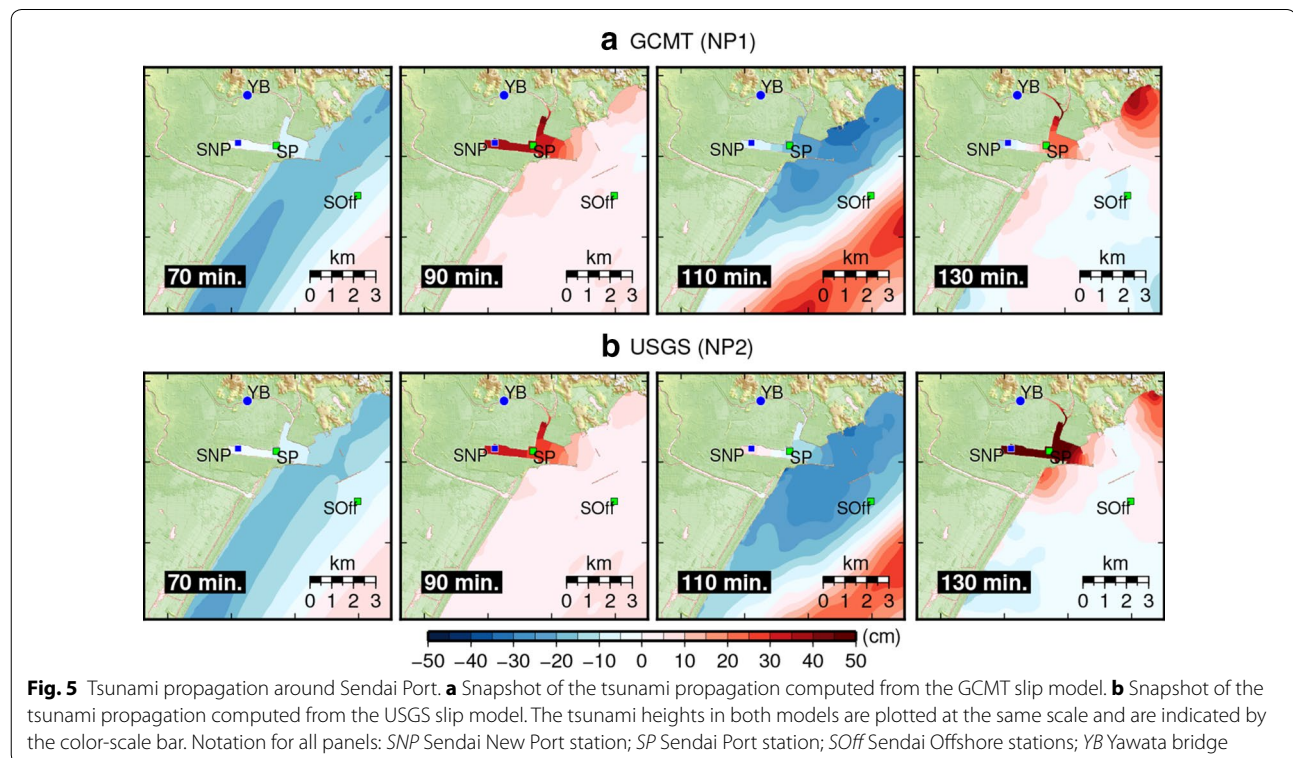 a GCMT (NP1)
YB
SNP
SP
SOff
km
70 min.
0 1 2 3
YB
SNP
SP
SOff
km
90 min.
0 1 2 3
YB
SNP
SP
SOff
km
110 min.
0 1 2 3
YB
SNP
SP
SOff
km
130 min.
0 1 2 3
b USGS (NP2)
YB
SNP
SP
SOff
km
70 min.
0 1 2 3
YB
SNP
SP
SOff
km
90 min.
0 1 2 3
YB
SNP
SP
SOff
km
110 min.
0 1 2 3
YB
SNP
SP
SOff
km
130 min.
0 1 2 3
(cm)
−50 −40 −30 −20 −10 0 10 20 30 40 50
Fig. 5 Tsunami propagation around Sendai Port. a Snapshot of the tsunami propagation computed from the GCMT slip model. b Snapshot of the
tsunami propagation computed from the USGS slip model. The tsunami heights in both models are plotted at the same scale and are indicated by
the color-scale bar. Notation for all panels: SNP Sendai New Port station; SP Sendai Port station; SOff Sendai Offshore stations; YB Yawata bridge